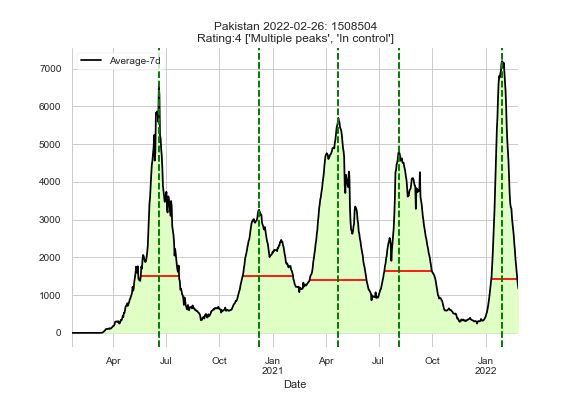 Pakistan 2022-02-26: 1508504
Rating:4 ['Multiple peaks', 'In control']
Average-7d
7000
6000
5000
4000
3000
2000
1000
0
Apr Jul Oct Jan Apr Jul Oct Jan
2021 2022
Date